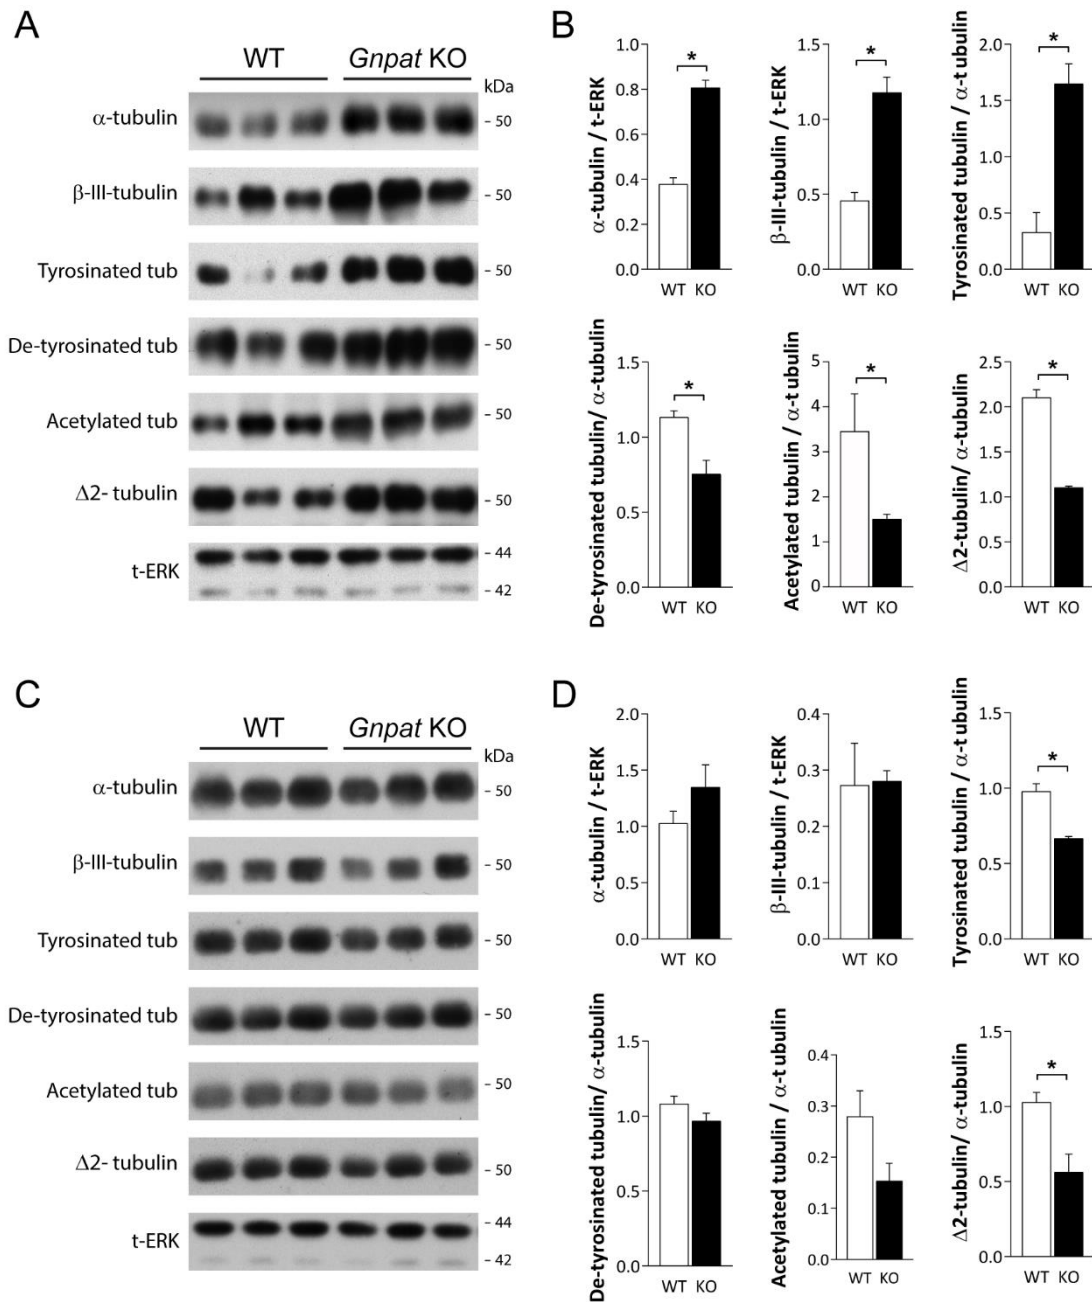 A
WT Gnpat KO
kDa
α-tubulin - 50
β-III-tubulin - 50
Tyrosinated tub - 50
De-tyrosinated tub - 50
Acetylated tub - 50
Δ2- tubulin - 50
t-ERK - 44
- 42
B
α-tubulin / t-ERK
1.0
0.8
0.6
0.4
0.2
0.0
*
WT KO
β-III-tubulin / t-ERK
1.5
1.0
0.5
0.0
*
WT KO
Tyrosinated tubulin / α-tubulin
2.0
1.5
1.0
0.5
0.0
*
WT KO
De-tyrosinated tubulin/ α-tubulin
1.5
1.0
0.5
0.0
*
WT KO
Acetylated tubulin / α-tubulin
5
4
3
2
1
0
*
WT KO
Δ2-tubulin/ α-tubulin
2.1
2.0
1.5
1.0
0.5
0.0
*
WT KO
C
WT Gnpat KO
kDa
α-tubulin - 50
β-III-tubulin - 50
Tyrosinated tub - 50
De-tyrosinated tub - 50
Acetylated tub - 50
Δ2- tubulin - 50
t-ERK - 44
- 42
D
α-tubulin / t-ERK
2.0
1.5
1.0
0.5
0.0
WT KO
β-III-tubulin / t-ERK
0.4
0.3
0.2
0.1
0.0
WT KO
Tyrosinated tubulin / α-tubulin
1.5
1.0
0.5
0.0
*
WT KO
De-tyrosinated tubulin/ α-tubulin
1.5
1.0
0.5
0.0
WT KO
Acetylated tubulin / α-tubulin
0.4
0.3
0.2
0.1
0.0
WT KO
Δ2-tubulin/ α-tubulin
1.5
1.0
0.5
0.0
*
WT KO